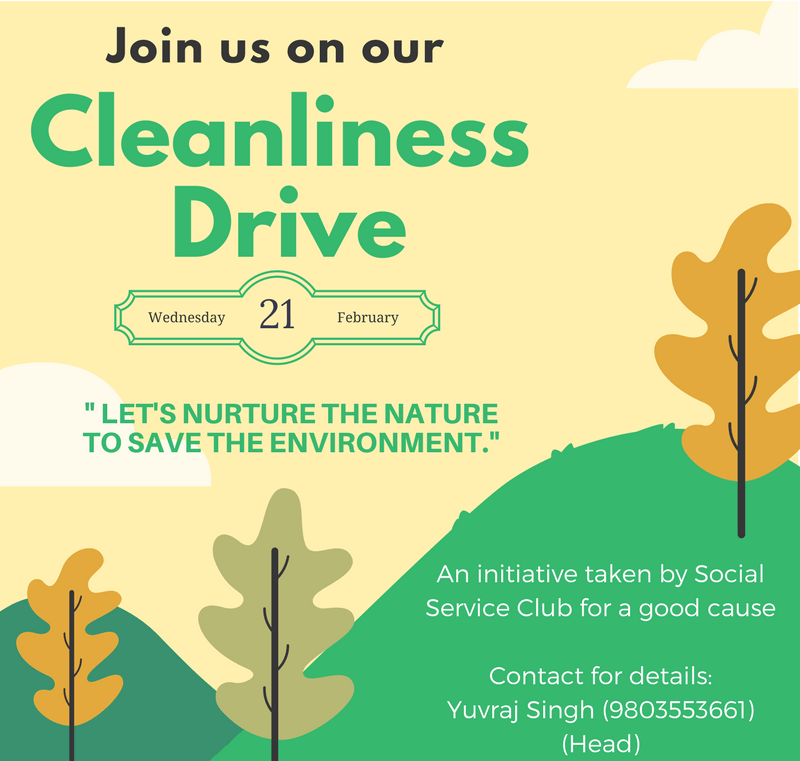 Join us on our
Cleanliness
Drive
Wednesday 21 February
" LET'S NURTURE THE NATURE
TO SAVE THE ENVIRONMENT."
An initiative taken by Social
Service Club for a good cause
Contact for details:
Yuvraj Singh (9803553661)
(Head)